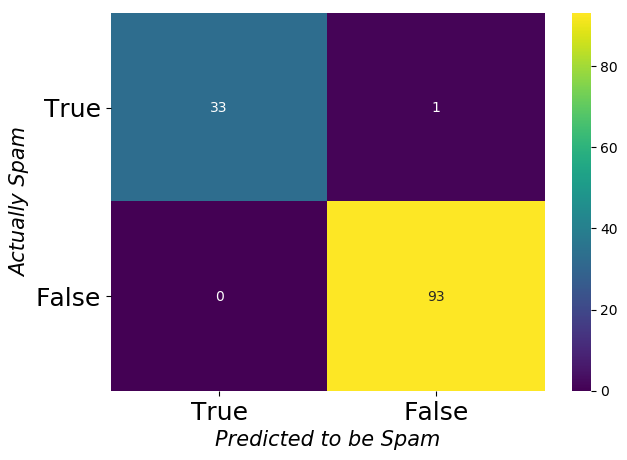 True
33
1
False
0
93
True
False
Predicted to be Spam
Actually Spam
80
60
40
20
0